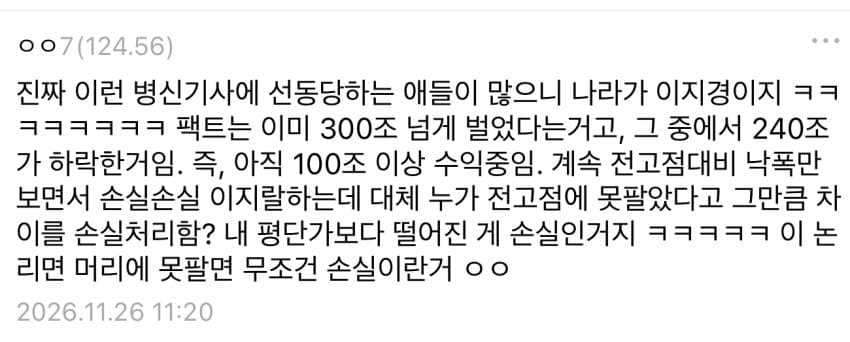 ㅇㅇ7(124.56)
진짜 이런 병신기사에 선동당하는 애들이 많으니 나라가 이지경이지 ㅋㅋ
ㅋㅋㅋㅋㅋㅋ 팩트는 이미 300조 넘게 벌었다는거고, 그 중에서 240조
가 하락한거임. 즉, 아직 100조 이상 수익중임. 계속 전고점대비 낙폭만
보면서 손실손실 이지랄하는데 대체 누가 전고점에 못팔았다고 그만큼 차
이를 손실처리함? 내 평단가보다 떨어진 게 손실인거지 ㅋㅋㅋㅋㅋ 이 논
리면 머리에 못팔면 무조건 손실이란거 ㅇㅇ
2026.11.26 11:20